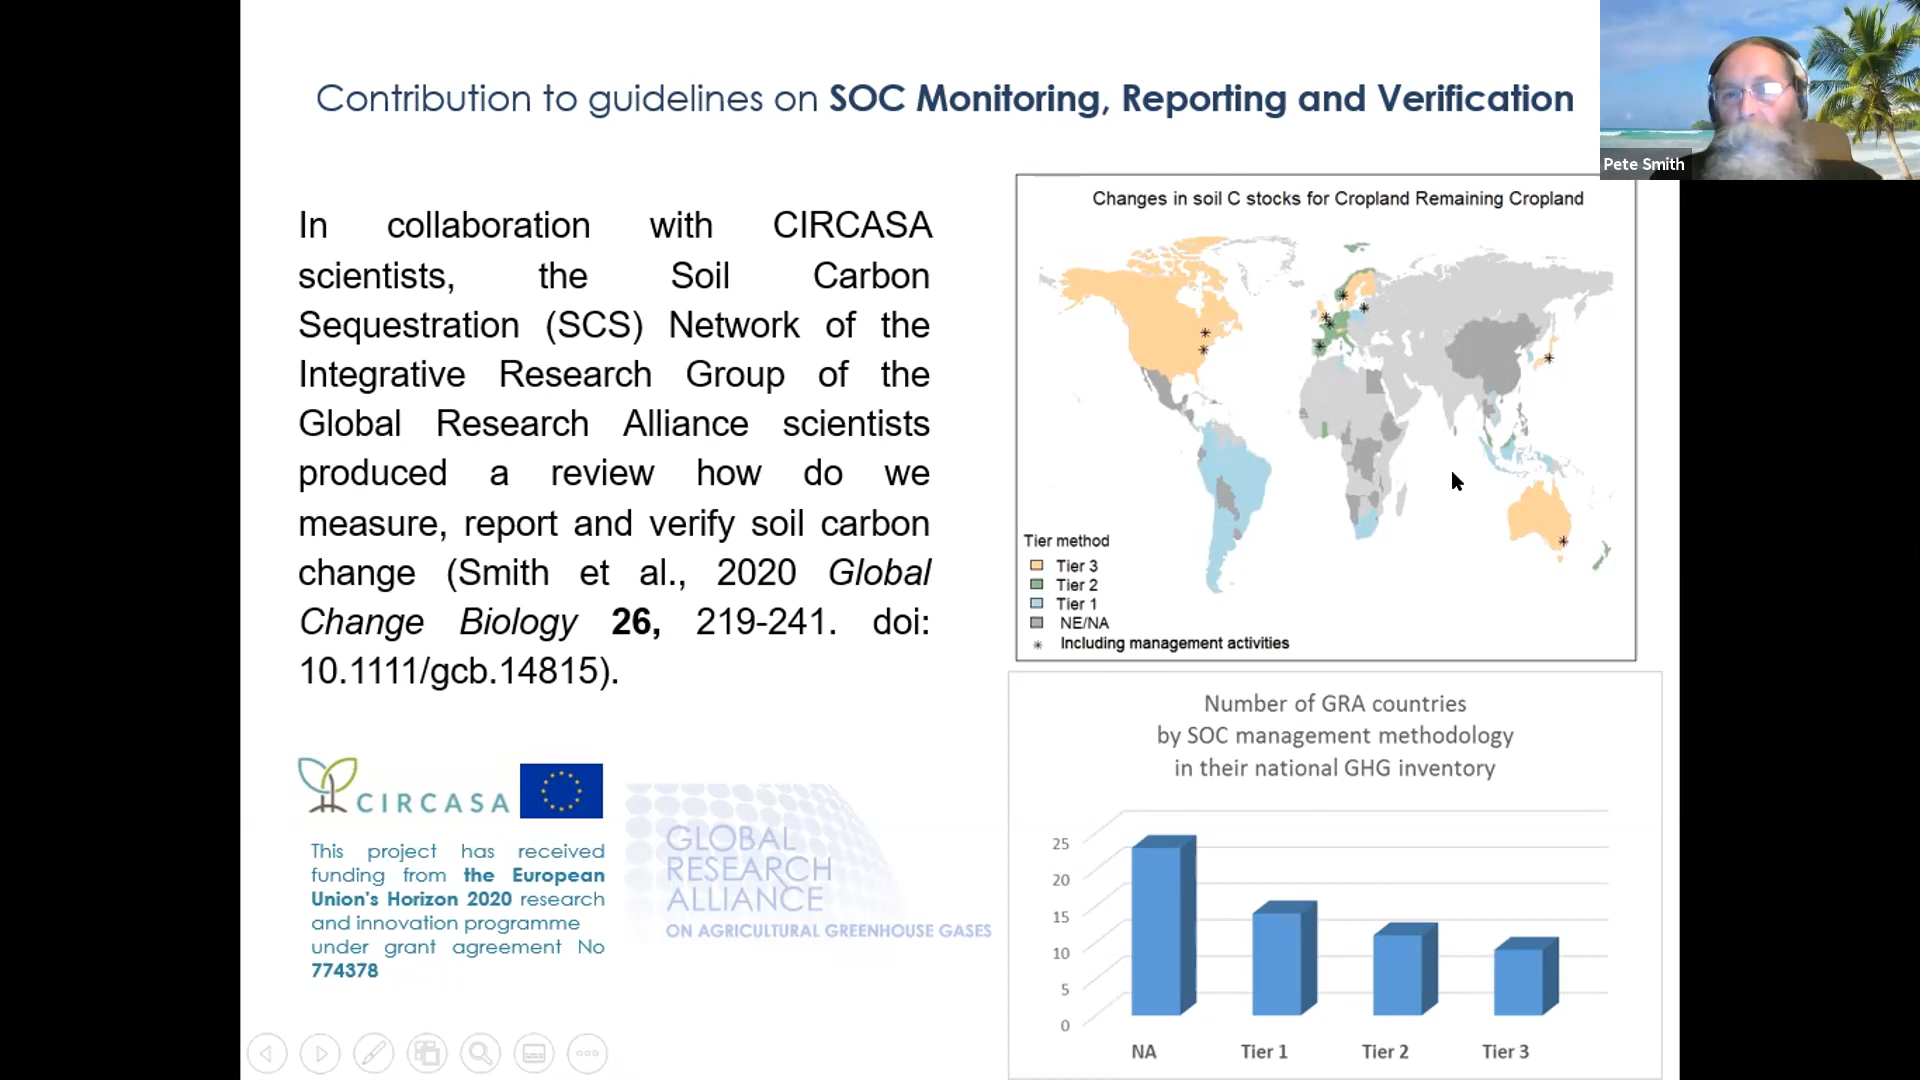 Contribution to guidelines on SOC Monitoring, Reporting and Verification
Pete Smith
In collaboration with CIRCASA
scientists, the Soil Carbon
Sequestration (SCS) Network of the
Integrative Research Group of the
Global Research Alliance scientists
produced a review how do we
measure, report and verify soil carbon
change (Smith et al., 2020 Global
Change Biology 26, 219-241. doi:
10.1111/gcb.14815).
Changes in soil C stocks for Cropland Remaining Cropland
Tier method
Tier 3
Tier 2
Tier 1
NE/NA
* Including management activities
CIRCASA
This project has received
funding from the European
Union's Horizon 2020 research
and innovation programme
under grant agreement No
774378
GLOBAL
RESEARCH
ALLIANCE
ON AGRICULTURAL GREENHOUSE GASES
Number of GRA countries
by SOC management methodology
in their national GHG inventory
25
20
15
10
5
0
NA Tier 1 Tier 2 Tier 3